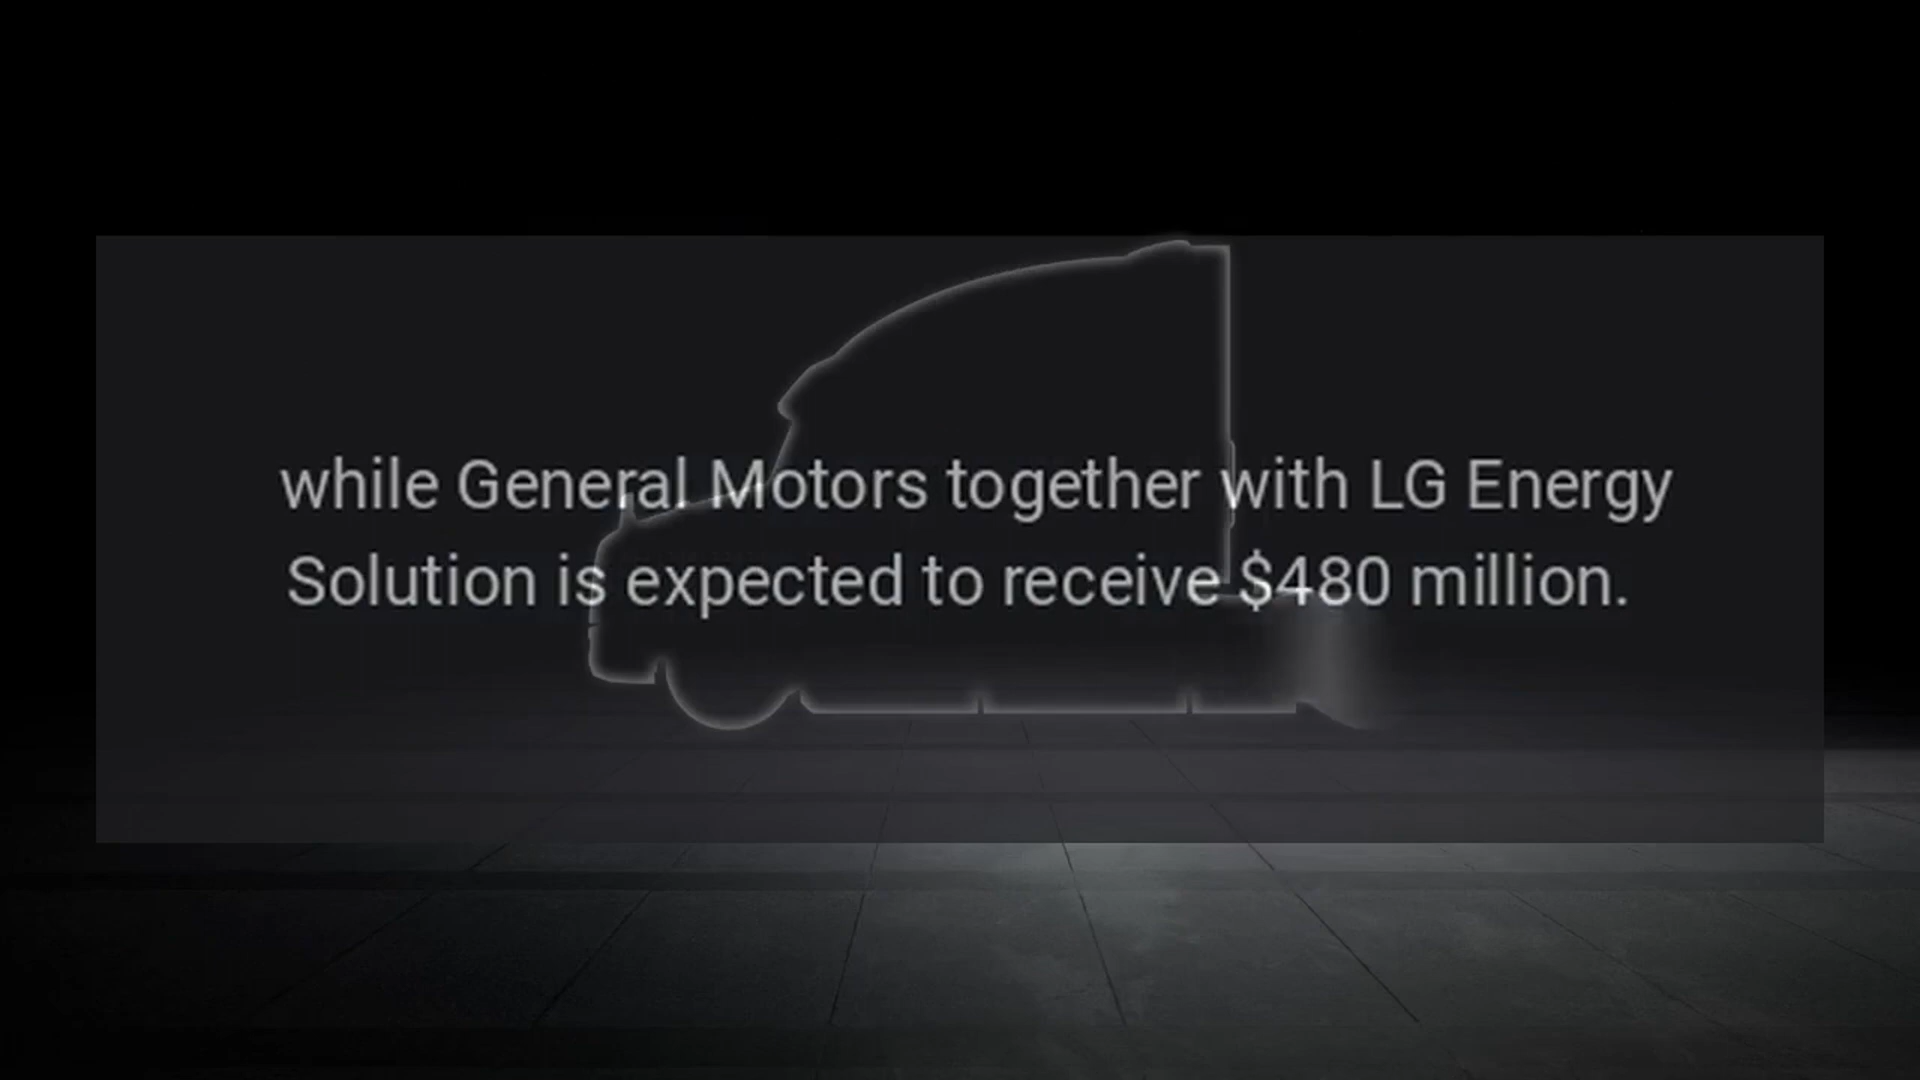 while General Motors together with LG Energy
Solution is expected to receive $480 million.